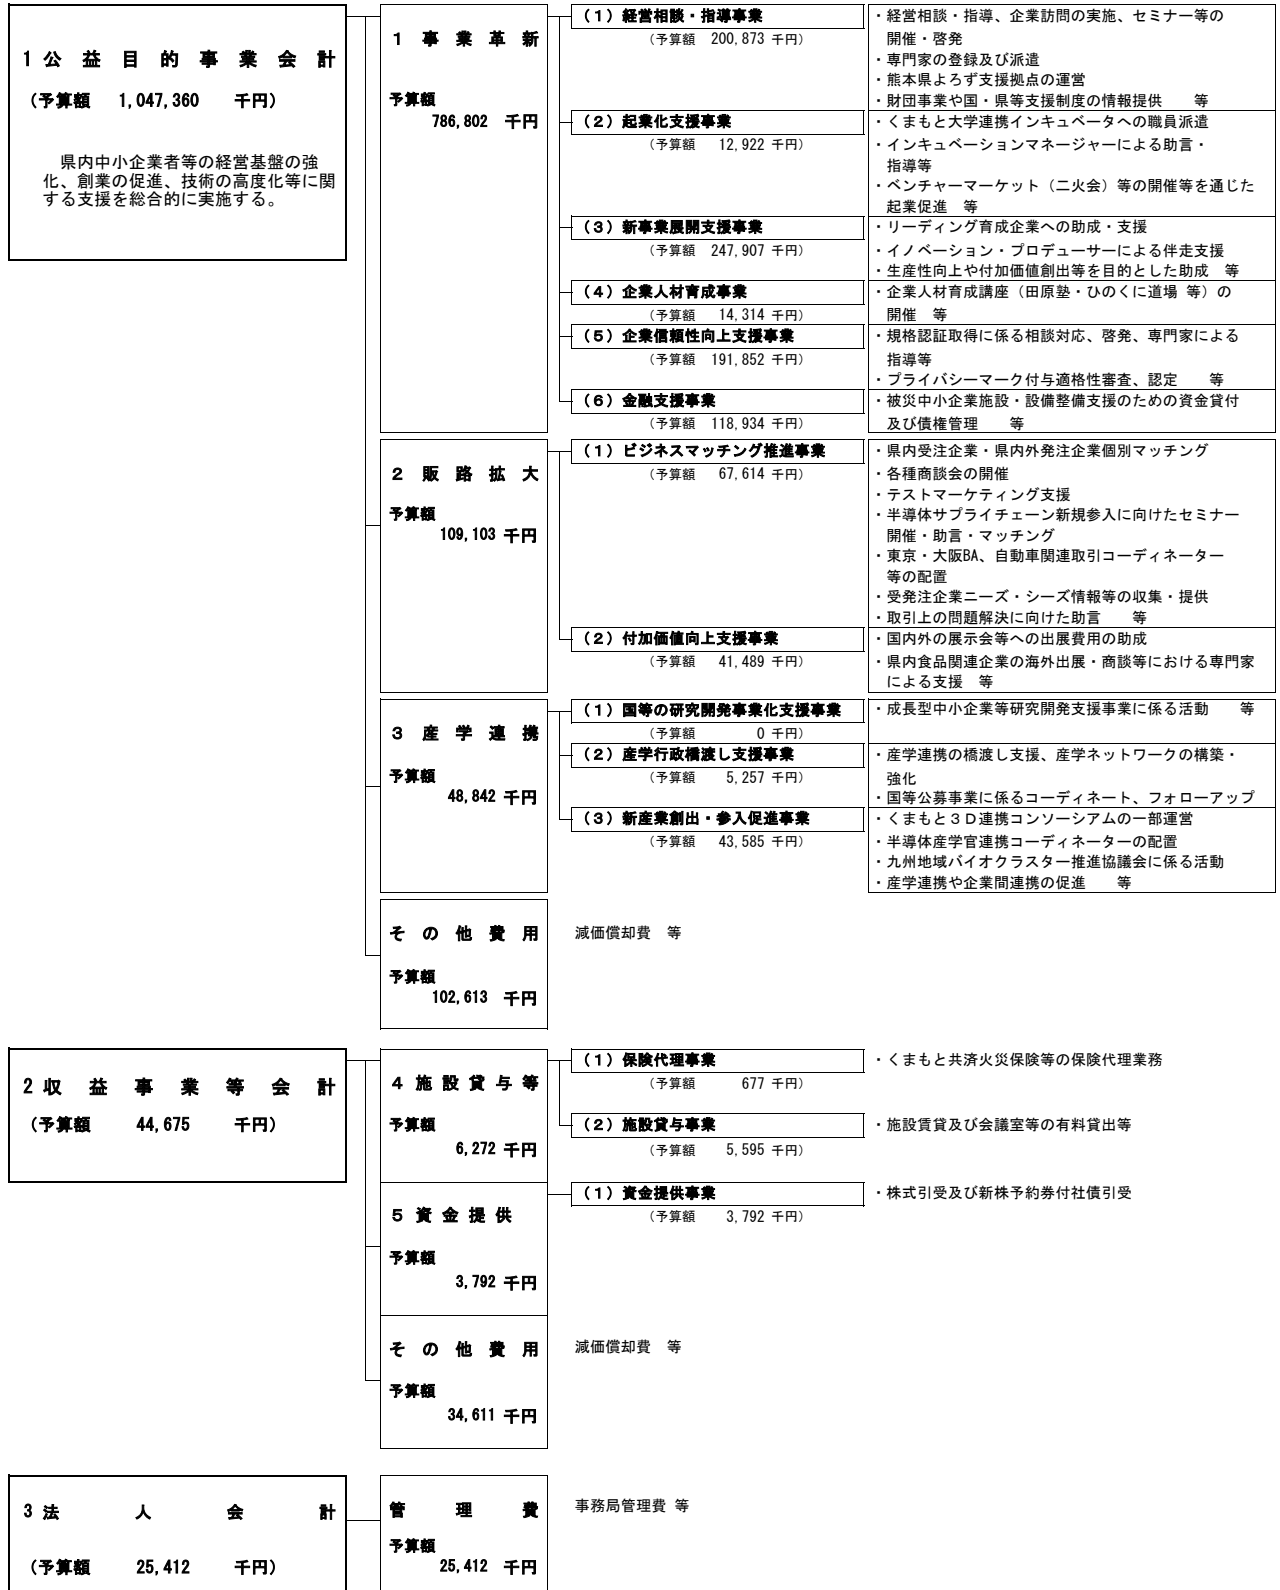 1 公益目的事業会計
(予算額 1,047,360 千円)
県内中小企業者等の経営基盤の強
化、創業の促進、技術の高度化等に関
する支援を総合的に実施する。
1 事業革新
予算額
786,802 千円
(1)経営相談・指導事業
(予算額 200,873 千円)
・経営相談・指導、企業訪問の実施、セミナー等の
開催・啓発
・専門家の登録及び派遣
・熊本県よろず支援拠点の運営
・財団事業や国・県等支援制度の情報提供 等
(2)起業化支援事業
(予算額 12,922 千円)
・くまもと大学連携インキュベータへの職員派遣
・インキュベーションマネージャーによる助言・
指導等
・ベンチャーマーケット(二火会)等の開催等を通じた
起業促進 等
(3)新事業展開支援事業
(予算額 247,907 千円)
・リーディング育成企業への助成・支援
・イノベーション・プロデューサーによる伴走支援
・生産性向上や付加価値創出等を目的とした助成 等
(4)企業人材育成事業
(予算額 14,314 千円)
・企業人材育成講座(田原塾・ひのくに道場 等)の
開催 等
(5)企業信頼性向上支援事業
(予算額 191,852 千円)
・規格認証取得に係る相談対応、啓発、専門家による
指導等
・プライバシーマーク付与適格性審査、認定 等
(6)金融支援事業
(予算額 118,934 千円)
・被災中小企業施設・設備整備支援のための資金貸付
及び債権管理 等
2 販路拡大
予算額
109,103 千円
(1)ビジネスマッチング推進事業
(予算額 67,614 千円)
・県内受注企業・県内外発注企業個別マッチング
・各種商談会の開催
・テストマーケティング支援
・半導体サプライチェーン新規参入に向けたセミナー
開催・助言・マッチング
・東京・大阪BA、自動車関連取引コーディネーター
等の配置
・受発注企業ニーズ・シーズ情報等の収集・提供
・取引上の問題解決に向けた助言 等
(2)付加価値向上支援事業
(予算額 41,489 千円)
・国内外の展示会等への出展費用の助成
・県内食品関連企業の海外出展・商談等における専門家
による支援 等
3 産学連携
予算額
48,842 千円
(1)国等の研究開発事業化支援事業
(予算額 0 千円)
・成長型中小企業等研究開発支援事業に係る活動 等
(2)産学行政橋渡し支援事業
(予算額 5,257 千円)
・産学連携の橋渡し支援、産学ネットワークの構築・
強化
・国等公募事業に係るコーディネート、フォローアップ
(3)新産業創出・参入促進事業
(予算額 43,585 千円)
・くまもと3D連携コンソーシアムの一部運営
・半導体産学官連携コーディネーターの配置
・九州地域バイオクラスター推進協議会に係る活動
・産学連携や企業間連携の促進 等
その他費用
予算額
102,613 千円
減価償却費 等
2 収益事業等会計
(予算額 44,675 千円)
4 施設貸与等
予算額
6,272 千円
(1)保険代理事業
(予算額 677 千円)
・くまもと共済火災保険等の保険代理業務
(2)施設貸与事業
(予算額 5,595 千円)
・施設賃貸及び会議室等の有料貸出等
5 資金提供
予算額
3,792 千円
(1)資金提供事業
(予算額 3,792 千円)
・株式引受及び新株予約券付社債引受
その他費用
予算額
34,611 千円
減価償却費 等
3 法人会計
(予算額 25,412 千円)
管理費
予算額
25,412 千円
事務局管理費 等